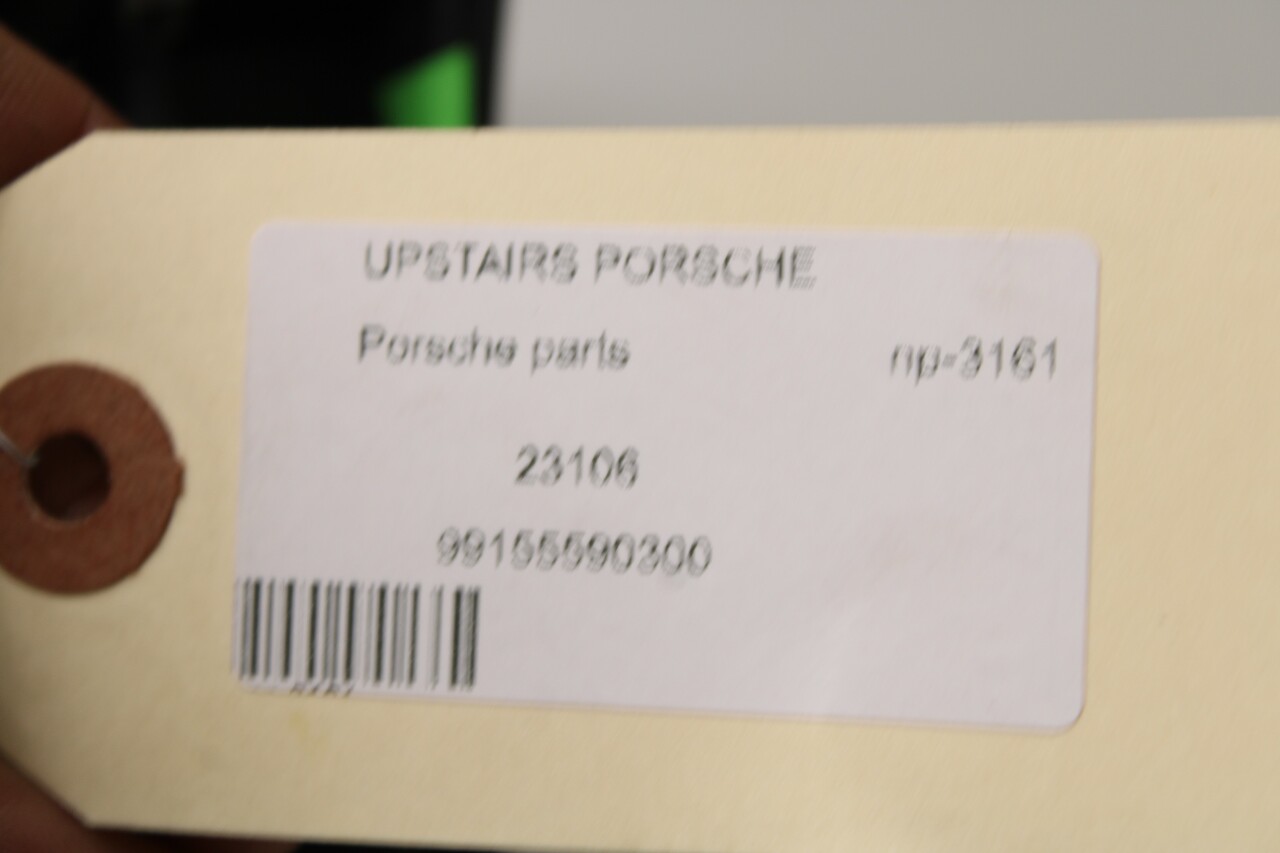 UPSTAIRS PORSCHE
Porsche parts np-3161
23106
99155590300